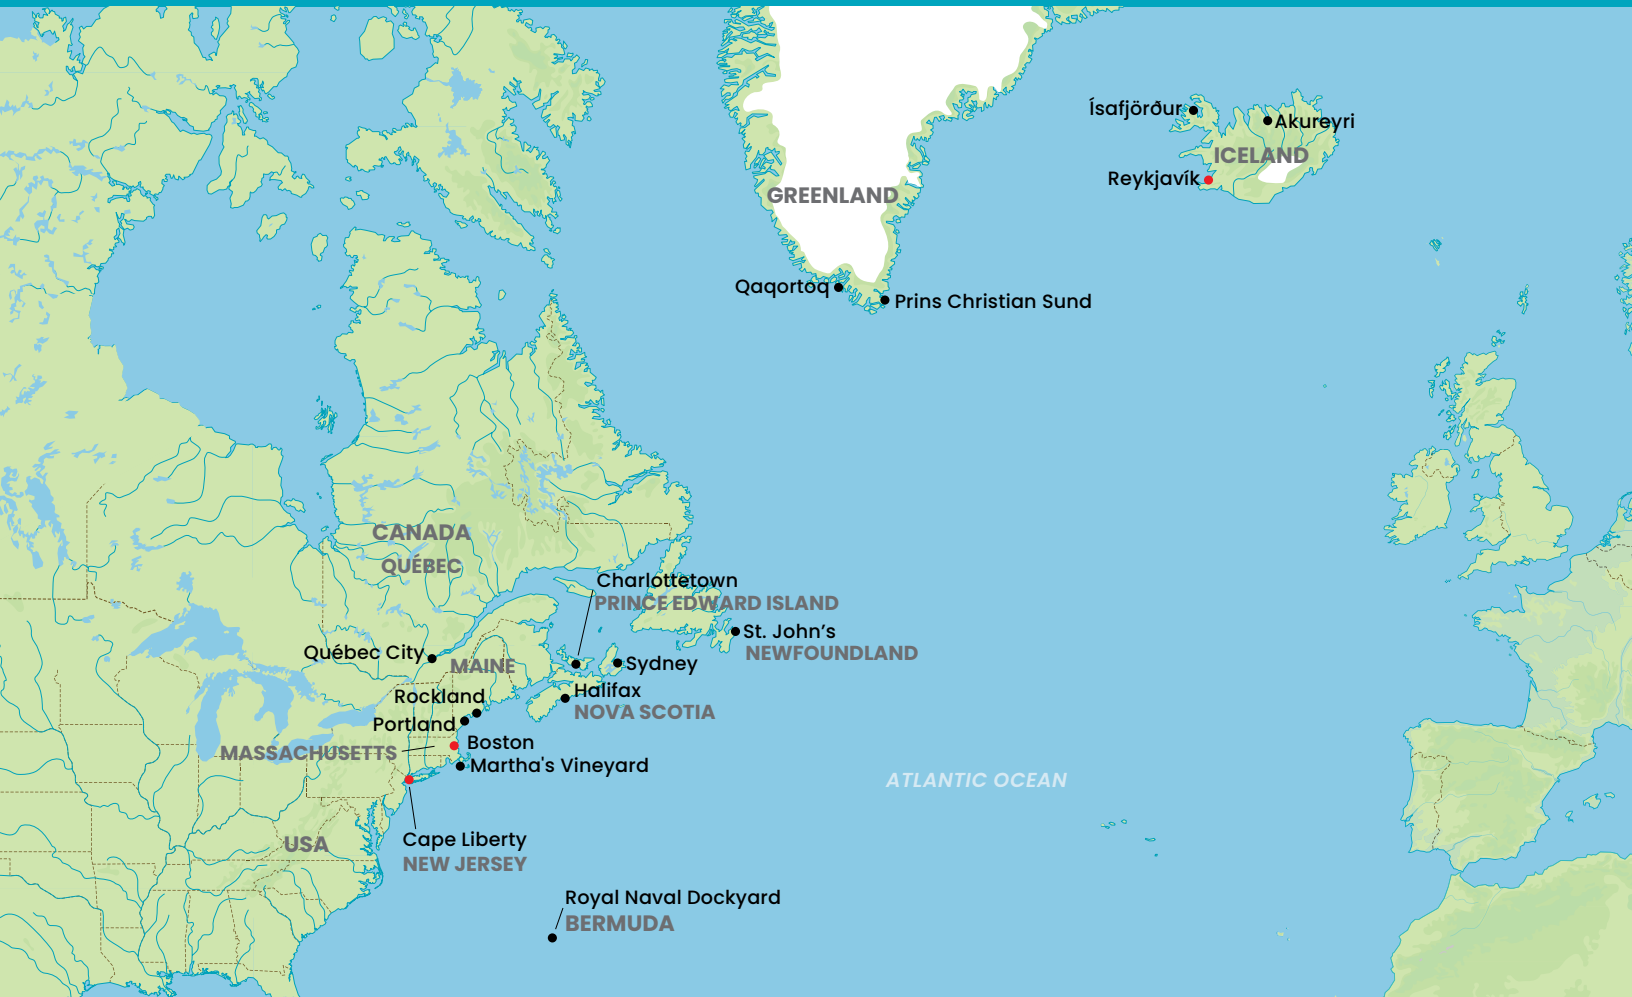 Ísafjörður
Akureyri
ICELAND
Reykjavík
GREENLAND
Qaqortoq
Prins Christian Sund
CANADA
QUÉBEC
Charlottetown
PRINCE EDWARD ISLAND
St. John’s
NEWFOUNDLAND
Québec City
MAINE
Sydney
Rockland
Halifax
NOVA SCOTIA
Portland
MASSACHUSETTS
Boston
Martha's Vineyard
ATLANTIC OCEAN
USA
Cape Liberty
NEW JERSEY
Royal Naval Dockyard
BERMUDA